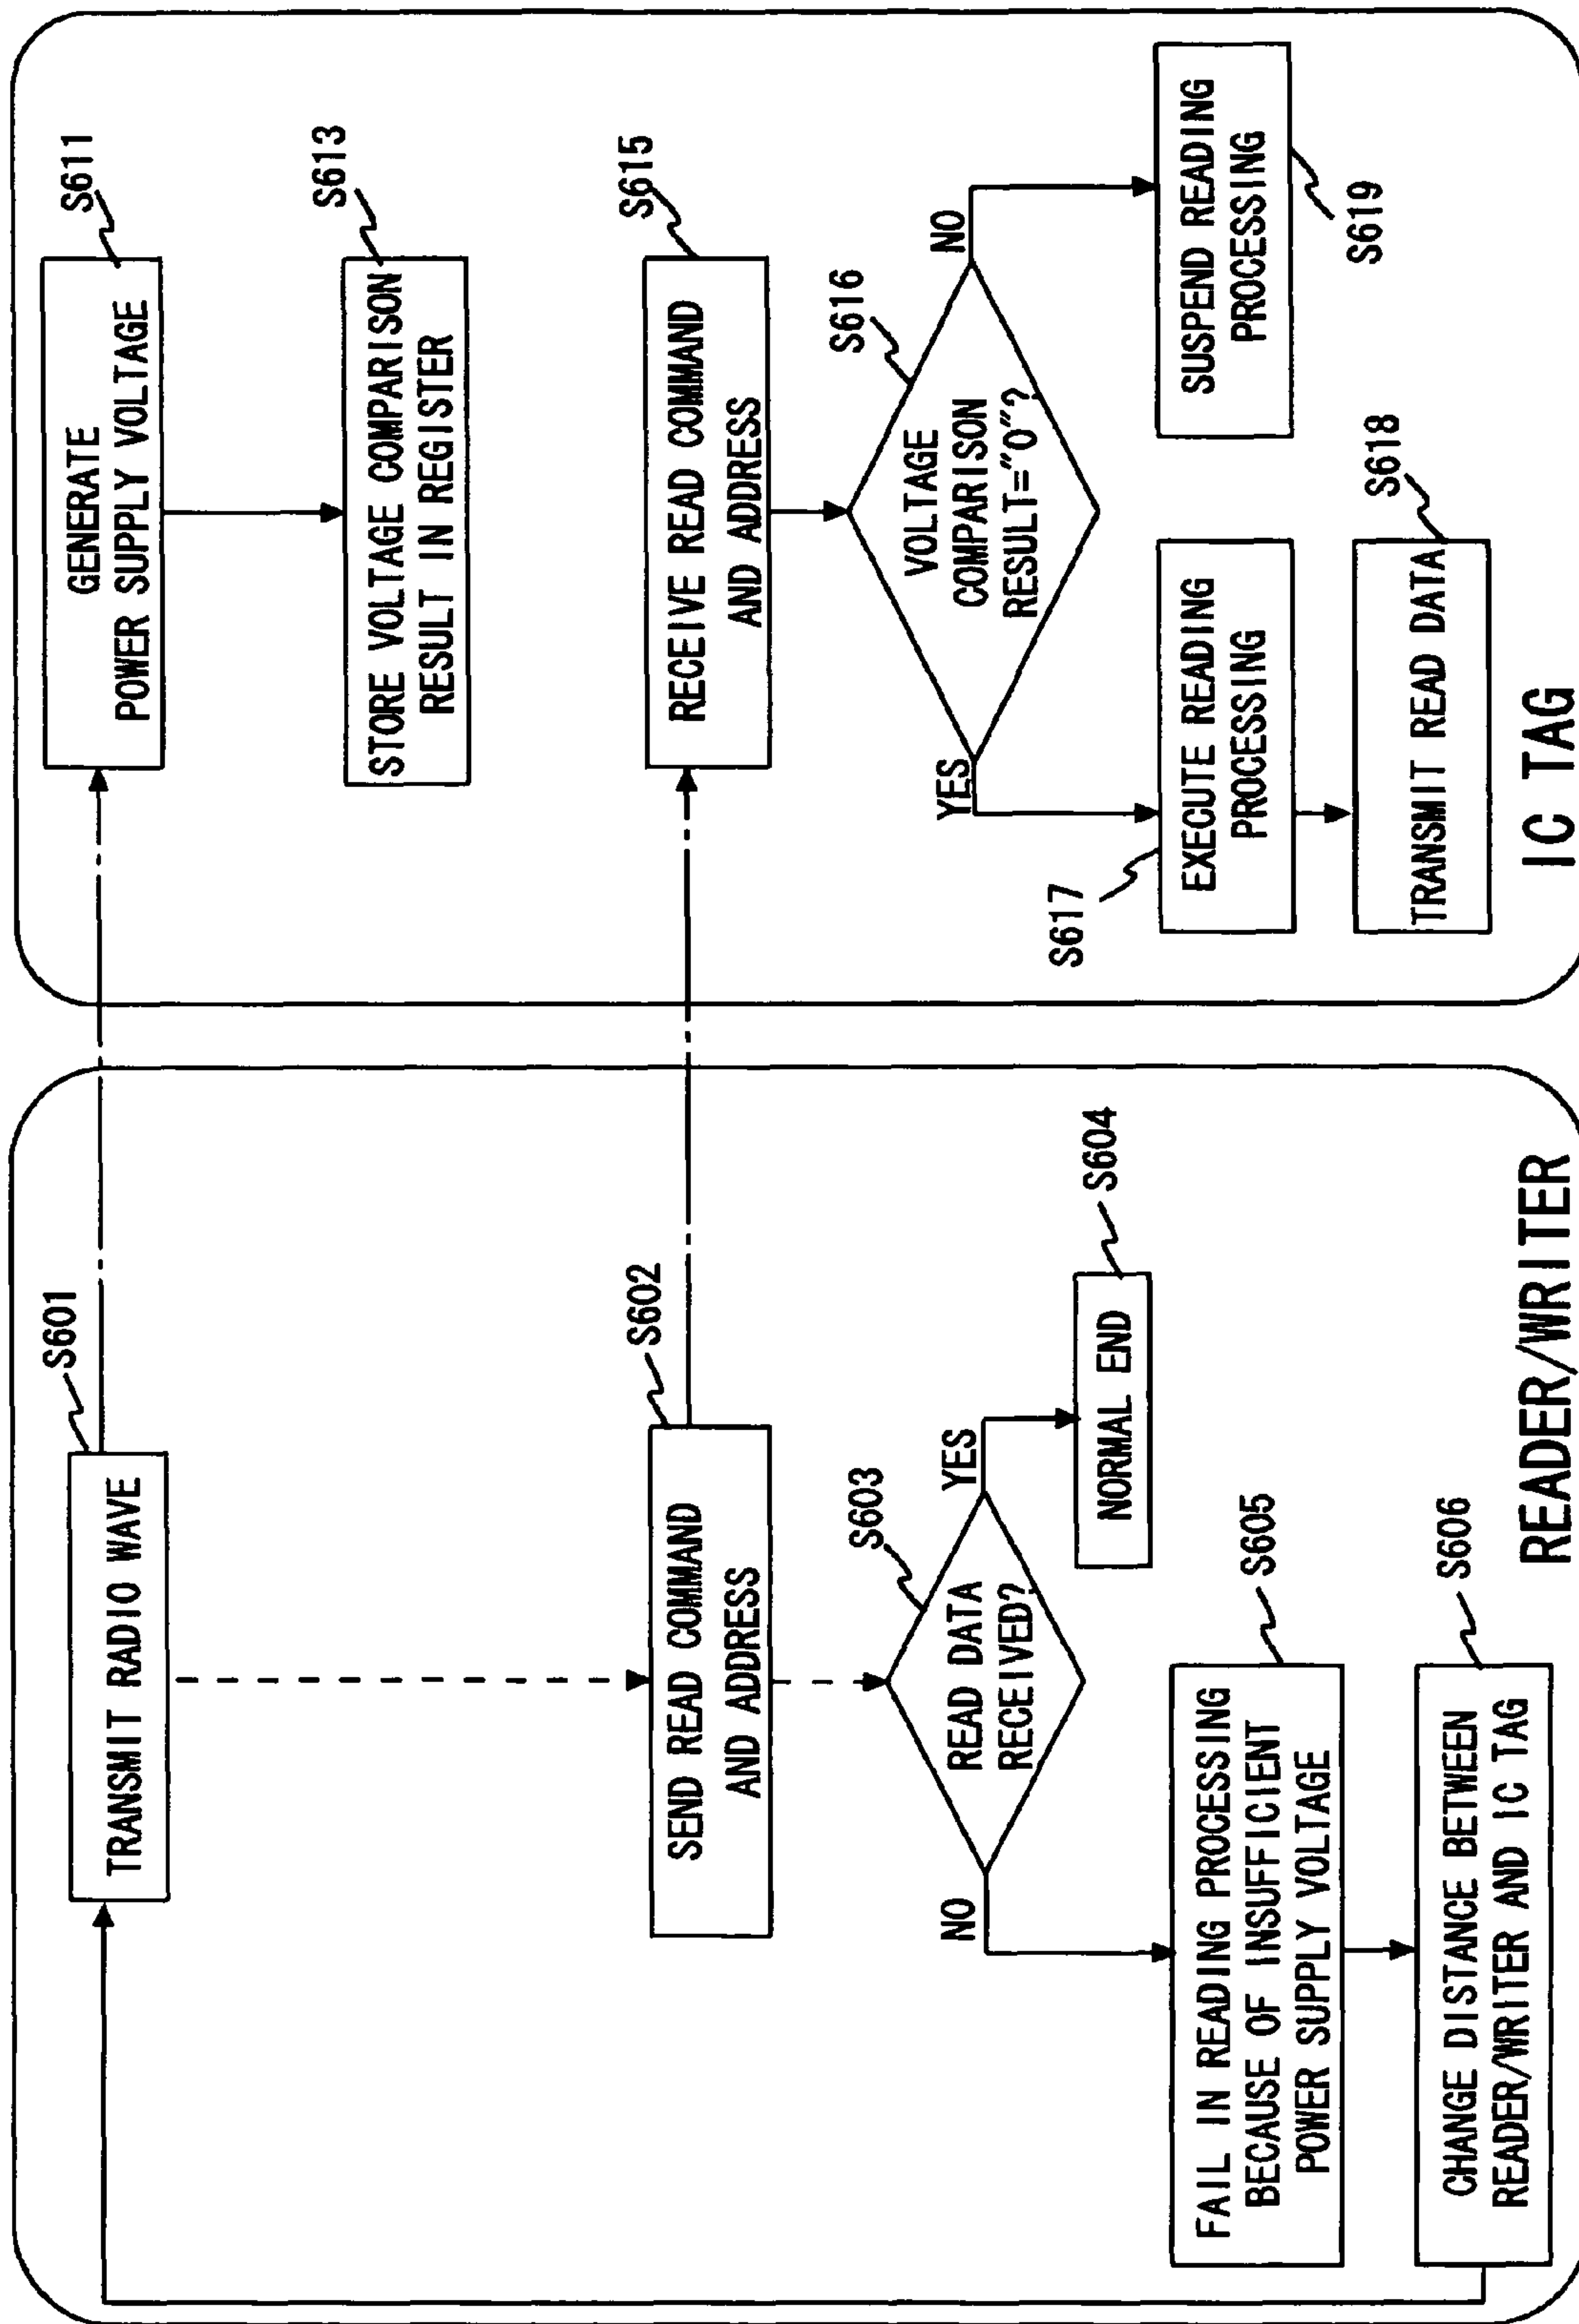 S601
TRANSMIT RADIO WAVE
S602
SEND READ COMMAND
AND ADDRESS
S603
READ DATA
RECEIVED?
YES
NO
S604
NORMAL END
S605
FAIL IN READING PROCESSING
BECAUSE OF INSUFFICIENT
POWER SUPPLY VOLTAGE
S606
CHANGE DISTANCE BETWEEN
READER/WRITER AND IC TAG
READER/WRITER
S611
GENERATE
POWER SUPPLY VOLTAGE
S613
STORE VOLTAGE COMPARISON
RESULT IN REGISTER
S615
RECEIVE READ COMMAND
AND ADDRESS
S616
VOLTAGE
COMPARISON
RESULT="0"?
YES
NO
S617
EXECUTE READING
PROCESSING
SUSPEND READING
PROCESSING
S619
S618
TRANSMIT READ DATA
IC TAG